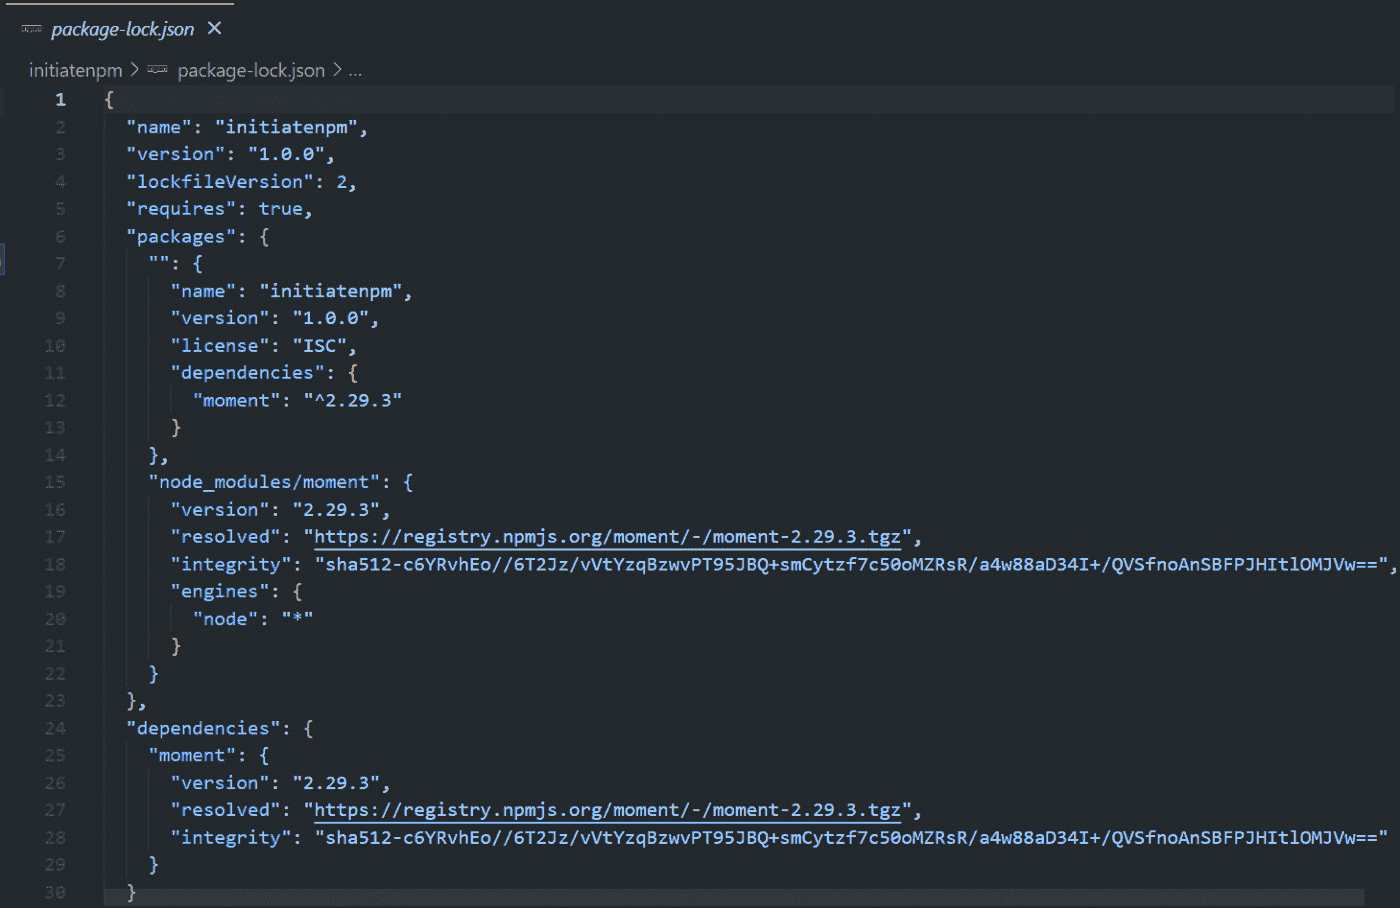 package-lock.json
initiatenpm > package-lock.json > ...
1 {
2 "name": "initiatenpm",
3 "version": "1.0.0",
4 "lockfileVersion": 2,
5 "requires": true,
6 "packages": {
7 "": {
8 "name": "initiatenpm",
9 "version": "1.0.0",
10 "license": "ISC",
11 "dependencies": {
12 "moment": "^2.29.3"
13 }
14 },
15 "node_modules/moment": {
16 "version": "2.29.3",
17 "resolved": "https://registry.npmjs.org/moment/-/moment-2.29.3.tgz",
18 "integrity": "sha512-c6YRvhEo//6T2Jz/vVtYzqBzwvPT95JBQ+smCytzf7c50oMZRsR/a4w88aD34I+/QVSfnoAnSBFPJHItlOMJVw==",
19 "engines": {
20 "node": "*"
21 }
22 }
23 },
24 "dependencies": {
25 "moment": {
26 "version": "2.29.3",
27 "resolved": "https://registry.npmjs.org/moment/-/moment-2.29.3.tgz",
28 "integrity": "sha512-c6YRvhEo//6T2Jz/vVtYzqBzwvPT95JBQ+smCytzf7c50oMZRsR/a4w88aD34I+/QVSfnoAnSBFPJHItlOMJVw=="
29 }
30 }